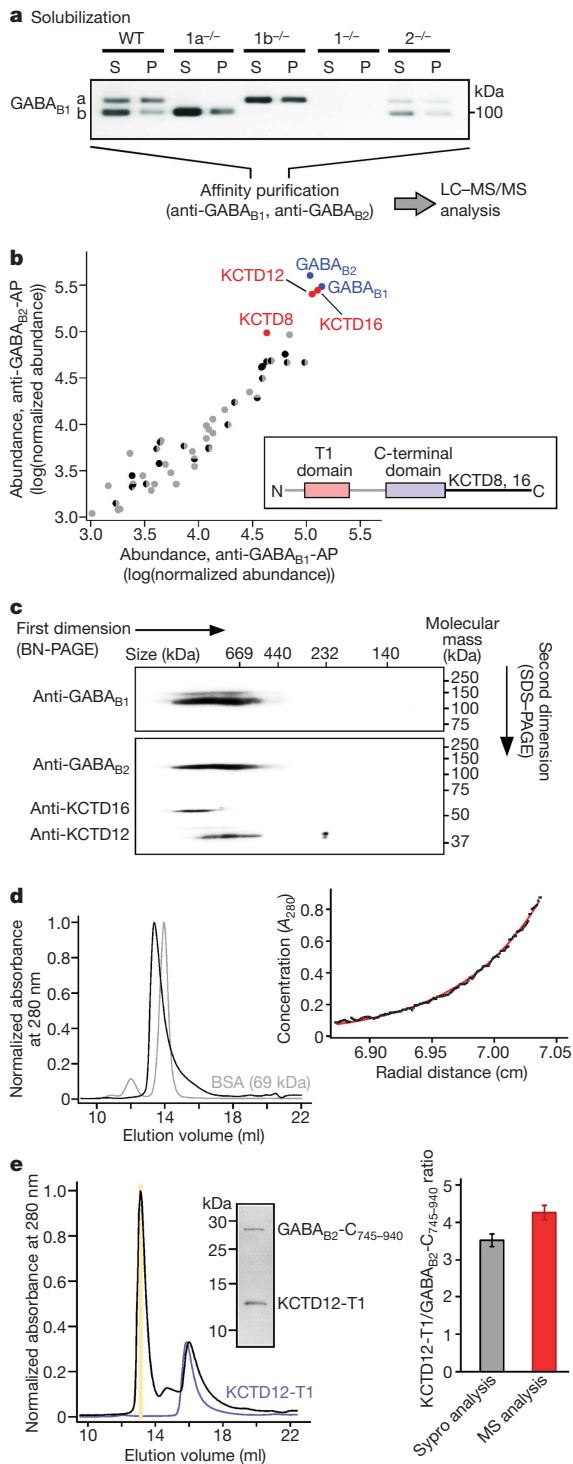 a Solubilization
WT 1a–/– 1b–/– 1–/– 2–/–
S P S P S P S P S P
kDa
GABAB1
a
b
100
Affinity purification
(anti-GABAB1, anti-GABAB2)
LC–MS/MS
analysis
b
Abundance, anti-GABAB2-AP
(log(normalized abundance))
5.5
5.0
4.5
4.0
3.5
3.0
GABAB2
KCTD12
GABAB1
KCTD8
KCTD16
T1
domain
C-terminal
domain
KCTD8, 16
N
C
3.0 3.5 4.0 4.5 5.0 5.5
Abundance, anti-GABAB1-AP
(log(normalized abundance))
c
First dimension
(BN-PAGE)
Size (kDa) 669 440 232 140
Molecular
mass
(kDa)
Second dimension
(SDS–PAGE)
Anti-GABAB1
250
150
100
75
Anti-GABAB2
Anti-KCTD16
Anti-KCTD12
250
150
100
75
50
37
d
Normalized absorbance
at 280 nm
1.0
0.8
0.6
0.4
0.2
0
BSA (69 kDa)
10 14 18 22
Elution volume (ml)
Concentration (A280)
0.8
0.6
0.4
0.2
0
6.90 6.95 7.00 7.05
Radial distance (cm)
e
Normalized absorbance at 280 nm
1.0
0.8
0.6
0.4
0.2
0
kDa
30
25
15
10
GABAB2-C745–940
KCTD12-T1
KCTD12-T1
10 14 18 22
Elution volume (ml)
KCTD12-T1/GABAB2-C745–940 ratio
5
4
3
2
1
0
Sypro analysis
MS analysis